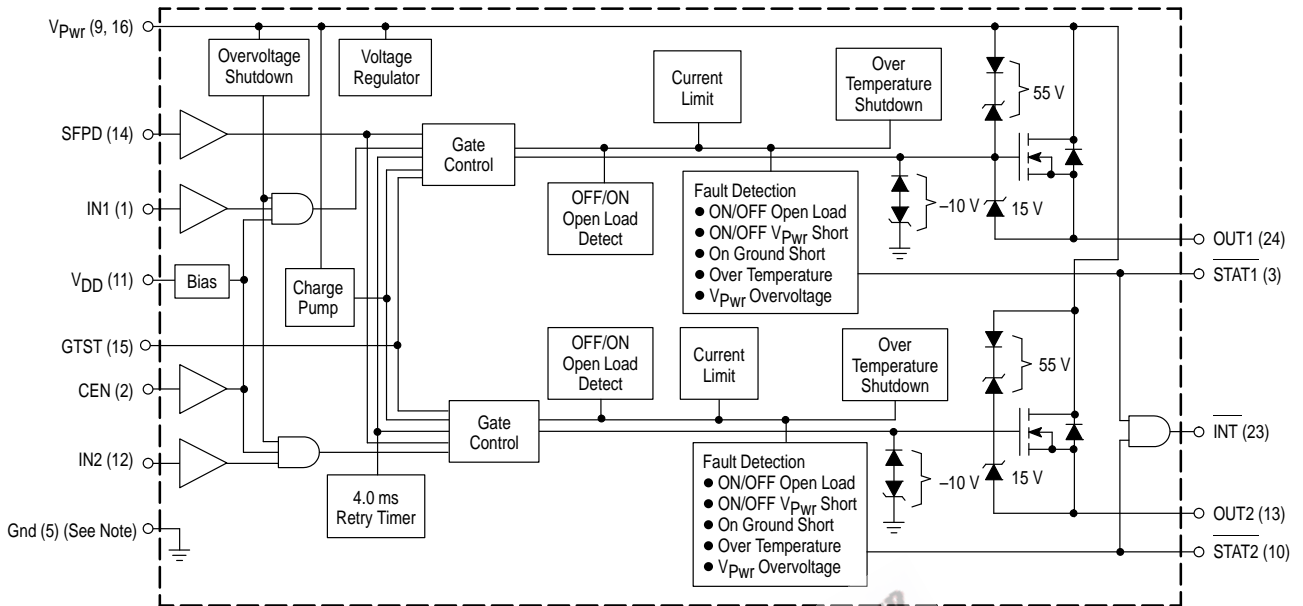 VPwr (9, 16)
Overvoltage
Shutdown
Voltage
Regulator
Current
Limit
Over
Temperature
Shutdown
55 V
SFPD (14)
Gate
Control
IN1 (1)
OFF/ON
Open Load
Detect
Fault Detection
● ON/OFF Open Load
● ON/OFF VPwr Short
● On Ground Short
● Over Temperature
● VPwr Overvoltage
–10 V
15 V
OUT1 (24)
STAT1 (3)
VDD (11)
Bias
Charge
Pump
GTST (15)
OFF/ON
Open Load
Detect
Current
Limit
Over
Temperature
Shutdown
55 V
CEN (2)
Gate
Control
INT (23)
IN2 (12)
4.0 ms
Retry Timer
Fault Detection
● ON/OFF Open Load
● ON/OFF VPwr Short
● On Ground Short
● Over Temperature
● VPwr Overvoltage
–10 V
15 V
OUT2 (13)
STAT2 (10)
Gnd (5) (See Note)